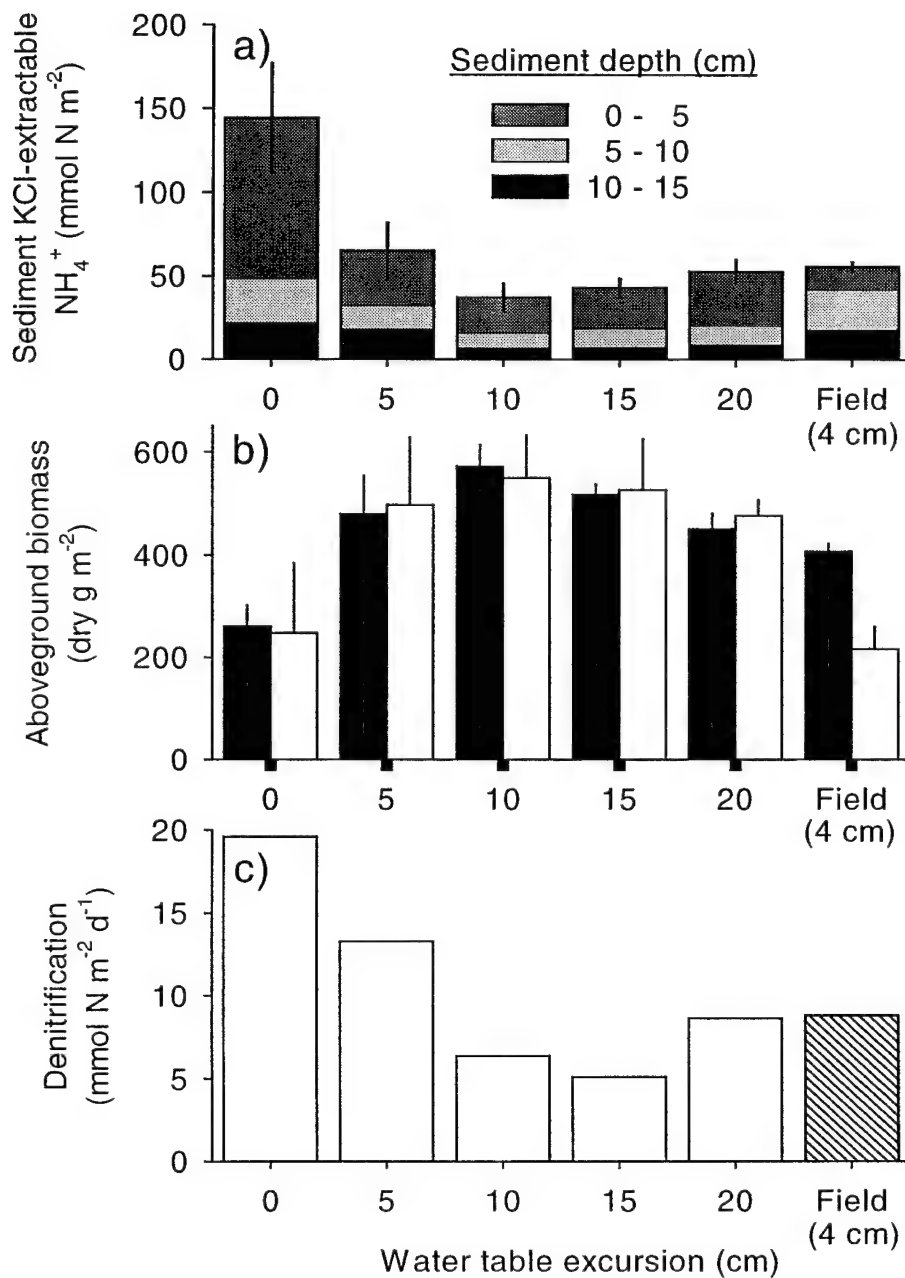 a)
Sediment KCl-extractable
NH₄⁺ (mmol N m⁻²)
200
150
100
50
0
Sediment depth (cm)
0 - 5
5 - 10
10 - 15
0 5 10 15 20 Field
(4 cm)
b)
Aboveground biomass
(dry g m⁻²)
600
400
200
0
0 5 10 15 20 Field
(4 cm)
c)
Denitrification
(mmol N m⁻² d⁻¹)
20
15
10
5
0
0 5 10 15 20 Field
(4 cm)
Water table excursion (cm)